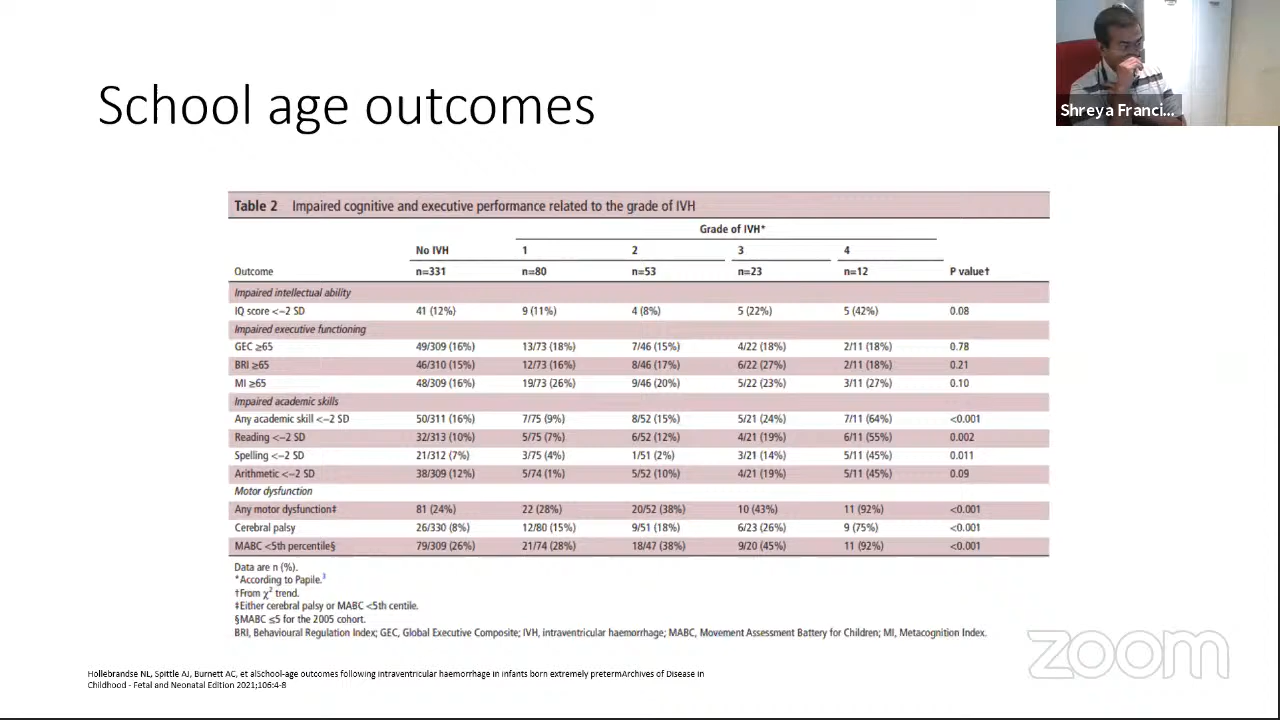 School age outcomes
Shreya Franci...
Table 2 Impaired cognitive and executive performance related to the grade of IVH
Grade of IVH*
No IVH 1 2 3 4
Outcome n=331 n=80 n=53 n=23 n=12 P value†
Impaired intellectual ability
IQ score <−2 SD 41 (12%) 9 (11%) 4 (8%) 5 (22%) 5 (42%) 0.08
Impaired executive functioning
GEC ≥65 49/309 (16%) 13/73 (18%) 7/46 (15%) 4/22 (18%) 2/11 (18%) 0.78
BRI ≥65 46/310 (15%) 12/73 (16%) 8/46 (17%) 6/22 (27%) 2/11 (18%) 0.21
MI ≥65 48/309 (16%) 19/73 (26%) 9/46 (20%) 5/22 (23%) 3/11 (27%) 0.10
Impaired academic skills
Any academic skill <−2 SD 50/311 (16%) 7/75 (9%) 8/52 (15%) 5/21 (24%) 7/11 (64%) <0.001
Reading <−2 SD 32/313 (10%) 5/75 (7%) 6/52 (12%) 4/21 (19%) 6/11 (55%) 0.002
Spelling <−2 SD 21/312 (7%) 3/75 (4%) 1/51 (2%) 3/21 (14%) 5/11 (45%) 0.011
Arithmetic <−2 SD 38/309 (12%) 5/74 (1%) 5/52 (10%) 4/21 (19%) 5/11 (45%) 0.09
Motor dysfunction
Any motor dysfunction‡ 81 (24%) 22 (28%) 20/52 (38%) 10 (43%) 11 (92%) <0.001
Cerebral palsy 26/330 (8%) 12/80 (15%) 9/51 (18%) 6/23 (26%) 9 (75%) <0.001
MABC <5th percentile§ 79/309 (26%) 21/74 (28%) 18/47 (38%) 9/20 (45%) 11 (92%) <0.001
Data are n (%).
*According to Papile.³
†From χ² trend.
‡Either cerebral palsy or MABC <5th centile.
§MABC ≤5 for the 2005 cohort.
BRI, Behavioural Regulation Index; GEC, Global Executive Composite; IVH, intraventricular haemorrhage; MABC, Movement Assessment Battery for Children; MI, Metacognition Index.
zoom
Hollebrandse NL, Spittle AJ, Burnett AC, et alSchool-age outcomes following intraventricular haemorrhage in infants born extremely pretermArchives of Disease in
Childhood - Fetal and Neonatal Edition 2021;106:4-8